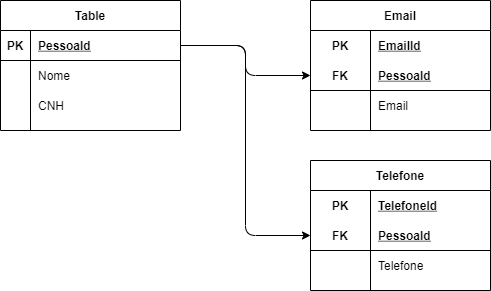 Table
PK PessoaId
Nome
CNH
Email
PK EmailId
FK PessoaId
Email
Telefone
PK TelefoneId
FK PessoaId
Telefone